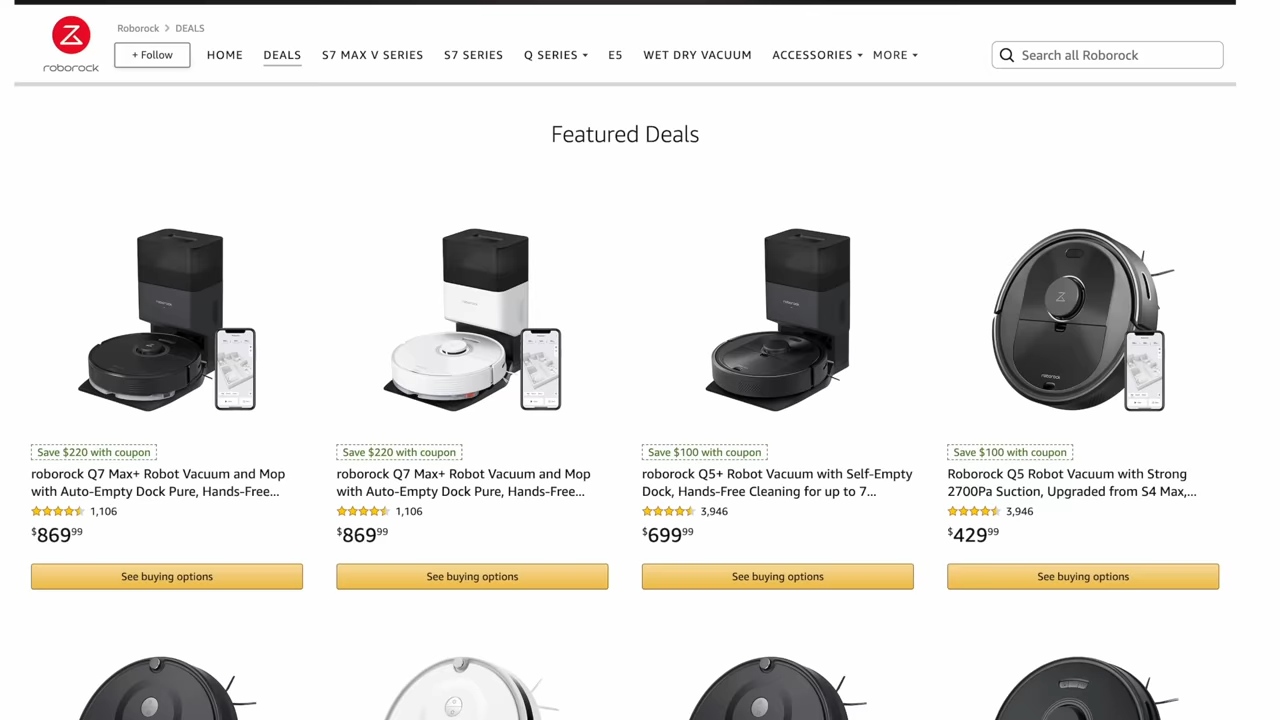 Roborock > DEALS
roborock
+ Follow
HOME
DEALS
S7 MAX V SERIES
S7 SERIES
Q SERIES
E5
WET DRY VACUUM
ACCESSORIES
MORE
Search all Roborock
Featured Deals
Save $220 with coupon
roborock Q7 Max+ Robot Vacuum and Mop
with Auto-Empty Dock Pure, Hands-Free...
1,106
$86999
See buying options
Save $220 with coupon
roborock Q7 Max+ Robot Vacuum and Mop
with Auto-Empty Dock Pure, Hands-Free...
1,106
$86999
See buying options
Save $100 with coupon
roborock Q5+ Robot Vacuum with Self-Empty
Dock, Hands-Free Cleaning for up to 7...
3,946
$69999
See buying options
roborock
Save $100 with coupon
Roborock Q5 Robot Vacuum with Strong
2700Pa Suction, Upgraded from S4 Max,...
3,946
$42999
See buying options